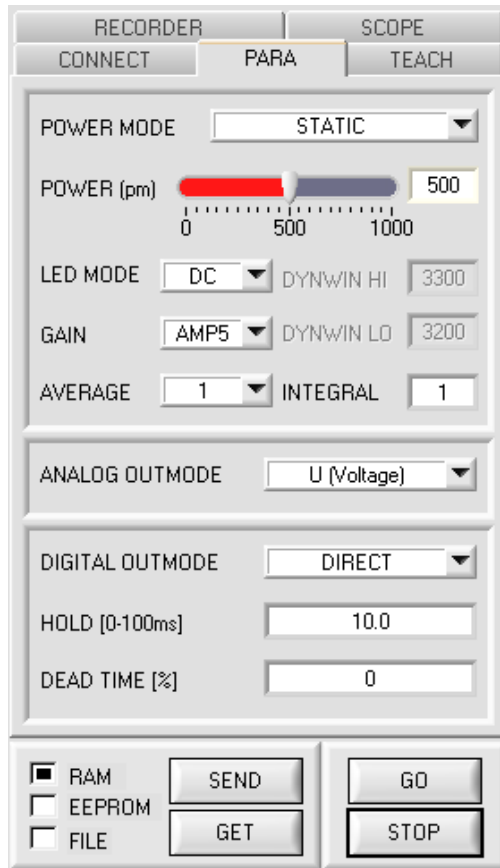 RECORDER SCOPE
CONNECT PARA TEACH
POWER MODE STATIC
POWER (pm) 500
0 500 1000
LED MODE DC DYNWIN HI 3300
GAIN AMP5 DYNWIN LO 3200
AVERAGE 1 INTEGRAL 1
ANALOG OUTMODE U (Voltage)
DIGITAL OUTMODE DIRECT
HOLD [0-100ms] 10.0
DEAD TIME [%] 0
RAM SEND GO
EEPROM
FILE GET STOP